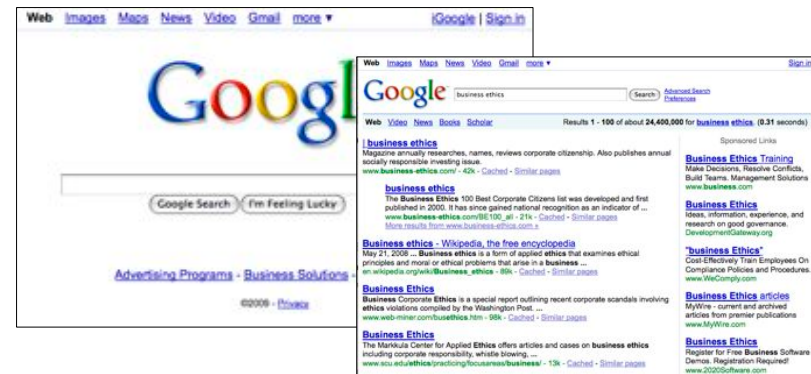 Web Images Maps News Video Gmail more ▼ iGoogle | Sign in
Google
Google Search I'm Feeling Lucky
Advertising Programs - Business Solutions -
Privacy
Web Images Maps News Video Gmail more ▼ Sign in
Google business ethics Search Advanced Search
Preferences
Web Video News Books Scholar Results 1 - 100 of about 24,400,000 for business ethics. (0.31 seconds)
| business ethics
Magazine annually researches, names, reviews corporate citizenship. Also publishes annual
socially responsible investing issue.
www.business-ethics.com/ - 42k - Cached - Similar pages
business ethics
The Business Ethics 100 Best Corporate Citizens list was developed and first
published in 2000. It has since gained national recognition as an indicator of ...
www.business-ethics.com/BE100_all - 21k - Cached - Similar pages
More results from www.business-ethics.com »
Business ethics - Wikipedia, the free encyclopedia
May 21, 2008 ... Business ethics is a form of applied ethics that examines ethical
principles and moral or ethical problems that arise in a business ...
en.wikipedia.org/wiki/Business_ethics - 89k - Cached - Similar pages
Business Ethics
Business Corporate Ethics is a special report outlining recent corporate scandals involving
ethics violations compiled by the Washington Post. ...
www.web-miner.com/busethics.htm - 98k - Cached - Similar pages
Business Ethics
The Markkula Center for Applied Ethics offers articles and cases on business ethics
including corporate responsibility, whistle blowing, ...
www.scu.edu/ethics/practicing/focusareas/business/ - 13k - Cached - Similar pages
Sponsored Links
Business Ethics Training
Make Decisions, Resolve Conflicts,
Build Teams. Management Solutions
www.business.com
Business Ethics
Ideas, information, experience, and
research on good governance.
DevelopmentGateway.org
"business Ethics"
Cost-Effectively Train Employees On
Compliance Policies and Procedures.
www.WeComply.com
Business Ethics articles
MyWire - current and archived
articles from premier publications
www.MyWire.com
Business Ethics
Register for Free Business Software
Demos. Registration Required!
www.2020Software.com